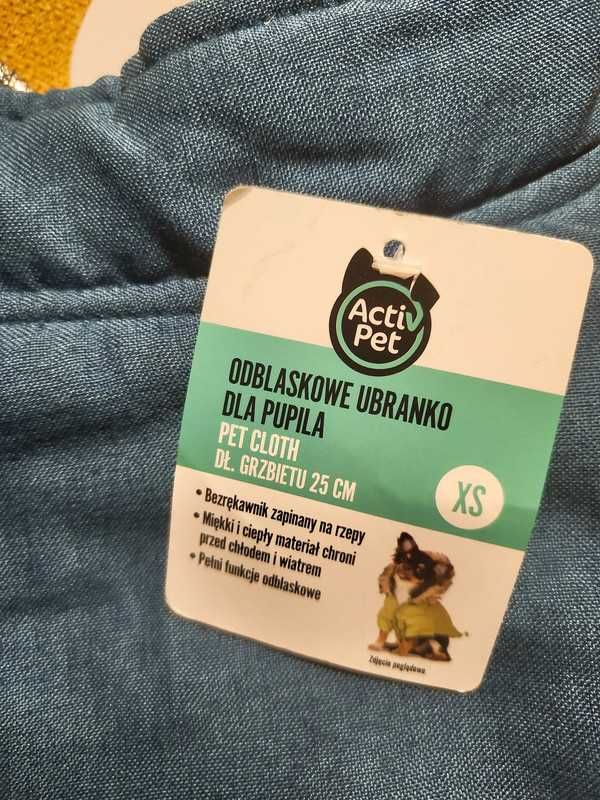 Activ
Pet
ODBLASKOWE UBRANKO
DLA PUPILA
PET CLOTH
DŁ. GRZBIETU 25 CM
XS
• Bezrękawnik zapinany na rzepy
• Miękki i ciepły materiał chroni
przed chłodem i wiatrem
• Pełni funkcje odblaskowe
Zdjęcie poglądowe